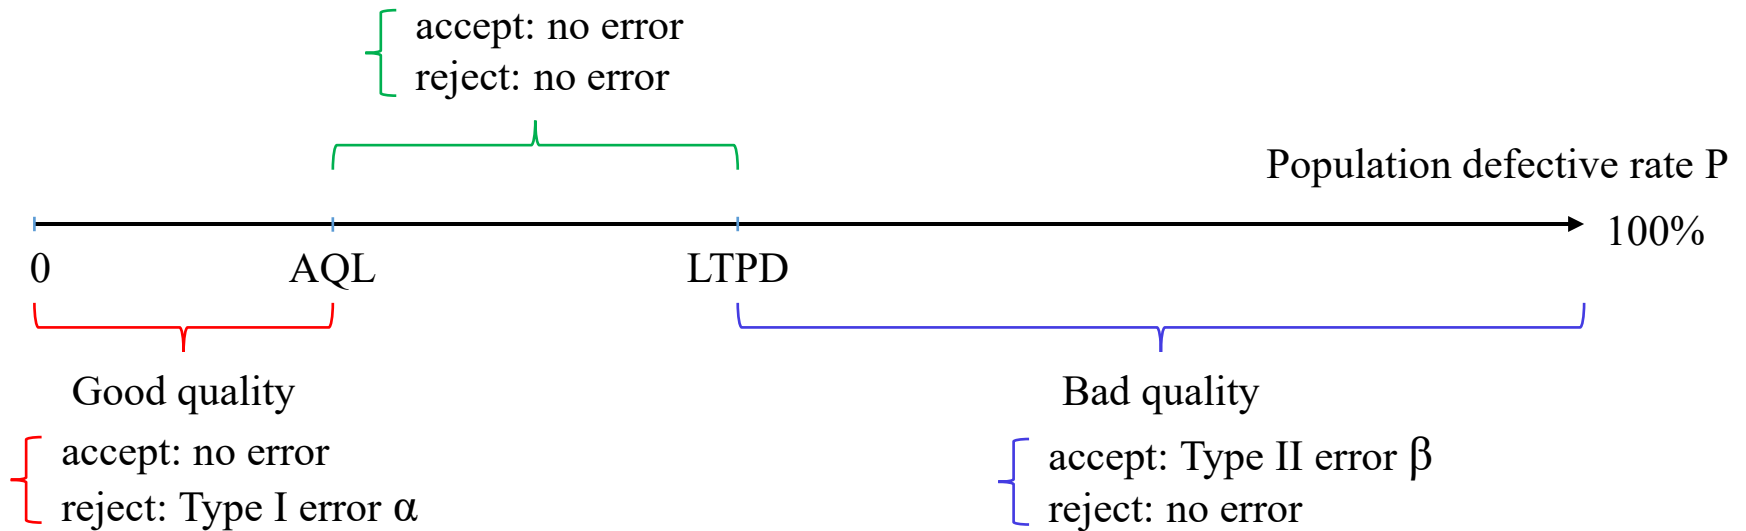 accept: no error
reject: no error
Population defective rate P
100%
0
AQL
LTPD
Good quality
accept: no error
reject: Type I error α
Bad quality
accept: Type II error β
reject: no error